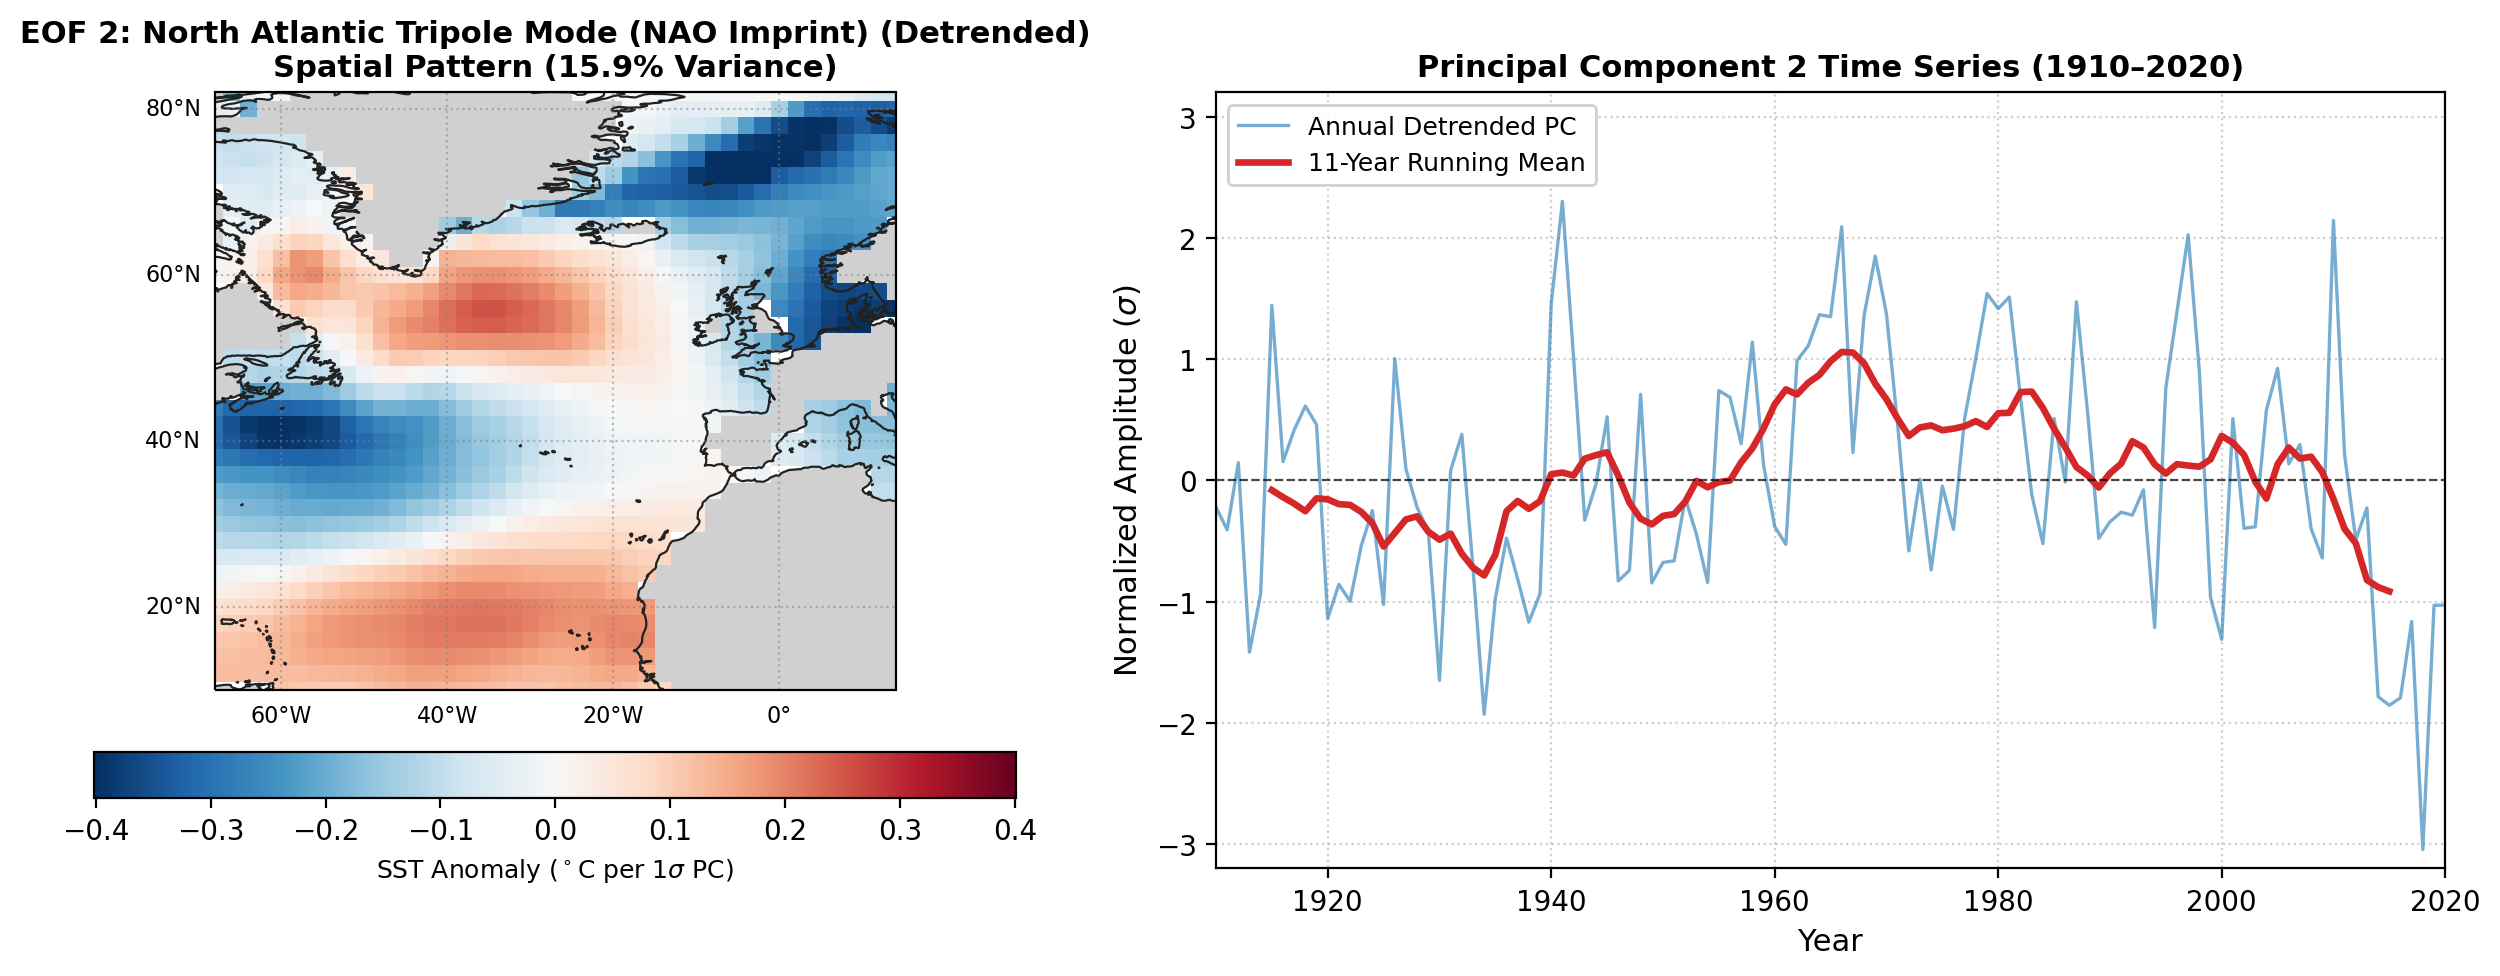 EOF 2: North Atlantic Tripole Mode (NAO Imprint) (Detrended)
Spatial Pattern (15.9% Variance)
80°N
60°N
40°N
20°N
60°W
40°W
20°W
0°
−0.4
−0.3
−0.2
−0.1
0.0
0.1
0.2
0.3
0.4
SST Anomaly (°C per 1σ PC)
Principal Component 2 Time Series (1910–2020)
Annual Detrended PC
11-Year Running Mean
Normalized Amplitude (σ)
3
2
1
0
−1
−2
−3
1920
1940
1960
1980
2000
2020
Year